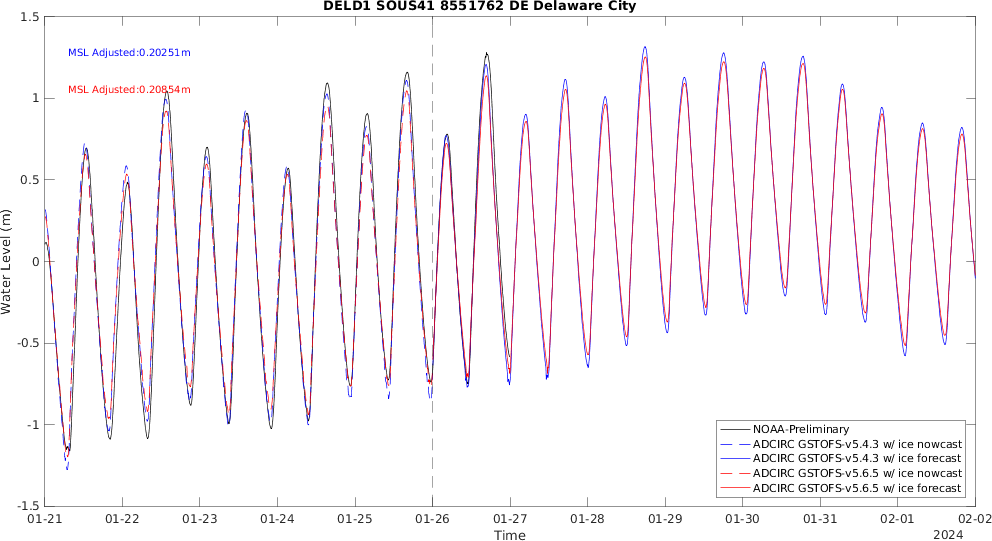 DELD1 SOUS41 8551762 DE Delaware City
1.5
1
0.5
0
-0.5
-1
-1.5
Water Level (m)
MSL Adjusted:0.20251m
MSL Adjusted:0.20854m
NOAA-Preliminary
ADCIRC GSTOFS-v5.4.3 w/ ice nowcast
ADCIRC GSTOFS-v5.4.3 w/ ice forecast
ADCIRC GSTOFS-v5.6.5 w/ ice nowcast
ADCIRC GSTOFS-v5.6.5 w/ ice forecast
01-21 01-22 01-23 01-24 01-25 01-26 01-27 01-28 01-29 01-30 01-31 02-01 02-02
Time
2024